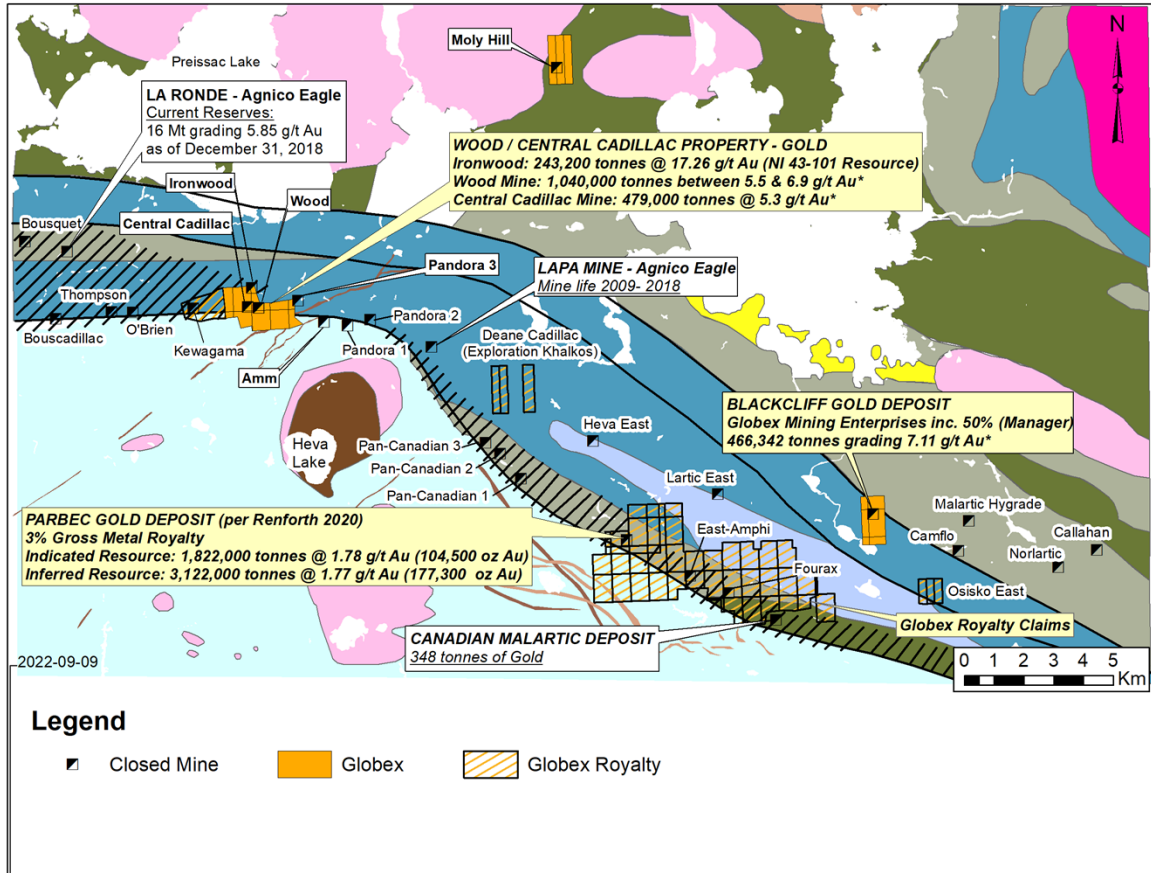 Moly Hill
N
Preissac Lake
LA RONDE - Agnico Eagle
Current Reserves:
16 Mt grading 5.85 g/t Au
as of December 31, 2018
WOOD / CENTRAL CADILLAC PROPERTY - GOLD
Ironwood: 243,200 tonnes @ 17.26 g/t Au (NI 43-101 Resource)
Wood Mine: 1,040,000 tonnes between 5.5 & 6.9 g/t Au*
Central Cadillac Mine: 479,000 tonnes @ 5.3 g/t Au*
Ironwood
Wood
Bousquet
Central Cadillac
Pandora 3
LAPA MINE - Agnico Eagle
Mine life 2009- 2018
Thompson
O'Brien
Bouscadillac
Kewagama
Amm
Pandora 1
Pandora 2
Deane Cadillac
(Exploration Khalkos)
BLACKCLIFF GOLD DEPOSIT
Globex Mining Enterprises inc. 50% (Manager)
466,342 tonnes grading 7.11 g/t Au*
Heva
Lake
Pan-Canadian 3
Pan-Canadian 2
Pan-Canadian 1
Heva East
Lartic East
Malartic Hygrade
Camflo
Callahan
Norlartic
PARBEC GOLD DEPOSIT (per Renforth 2020)
3% Gross Metal Royalty
Indicated Resource: 1,822,000 tonnes @ 1.78 g/t Au (104,500 oz Au)
Inferred Resource: 3,122,000 tonnes @ 1.77 g/t Au (177,300 oz Au)
East-Amphi
Fourax
Osisko East
Globex Royalty Claims
CANADIAN MALARTIC DEPOSIT
348 tonnes of Gold
0 1 2 3 4 5
Km
2022-09-09
Legend
Closed Mine
Globex
Globex Royalty